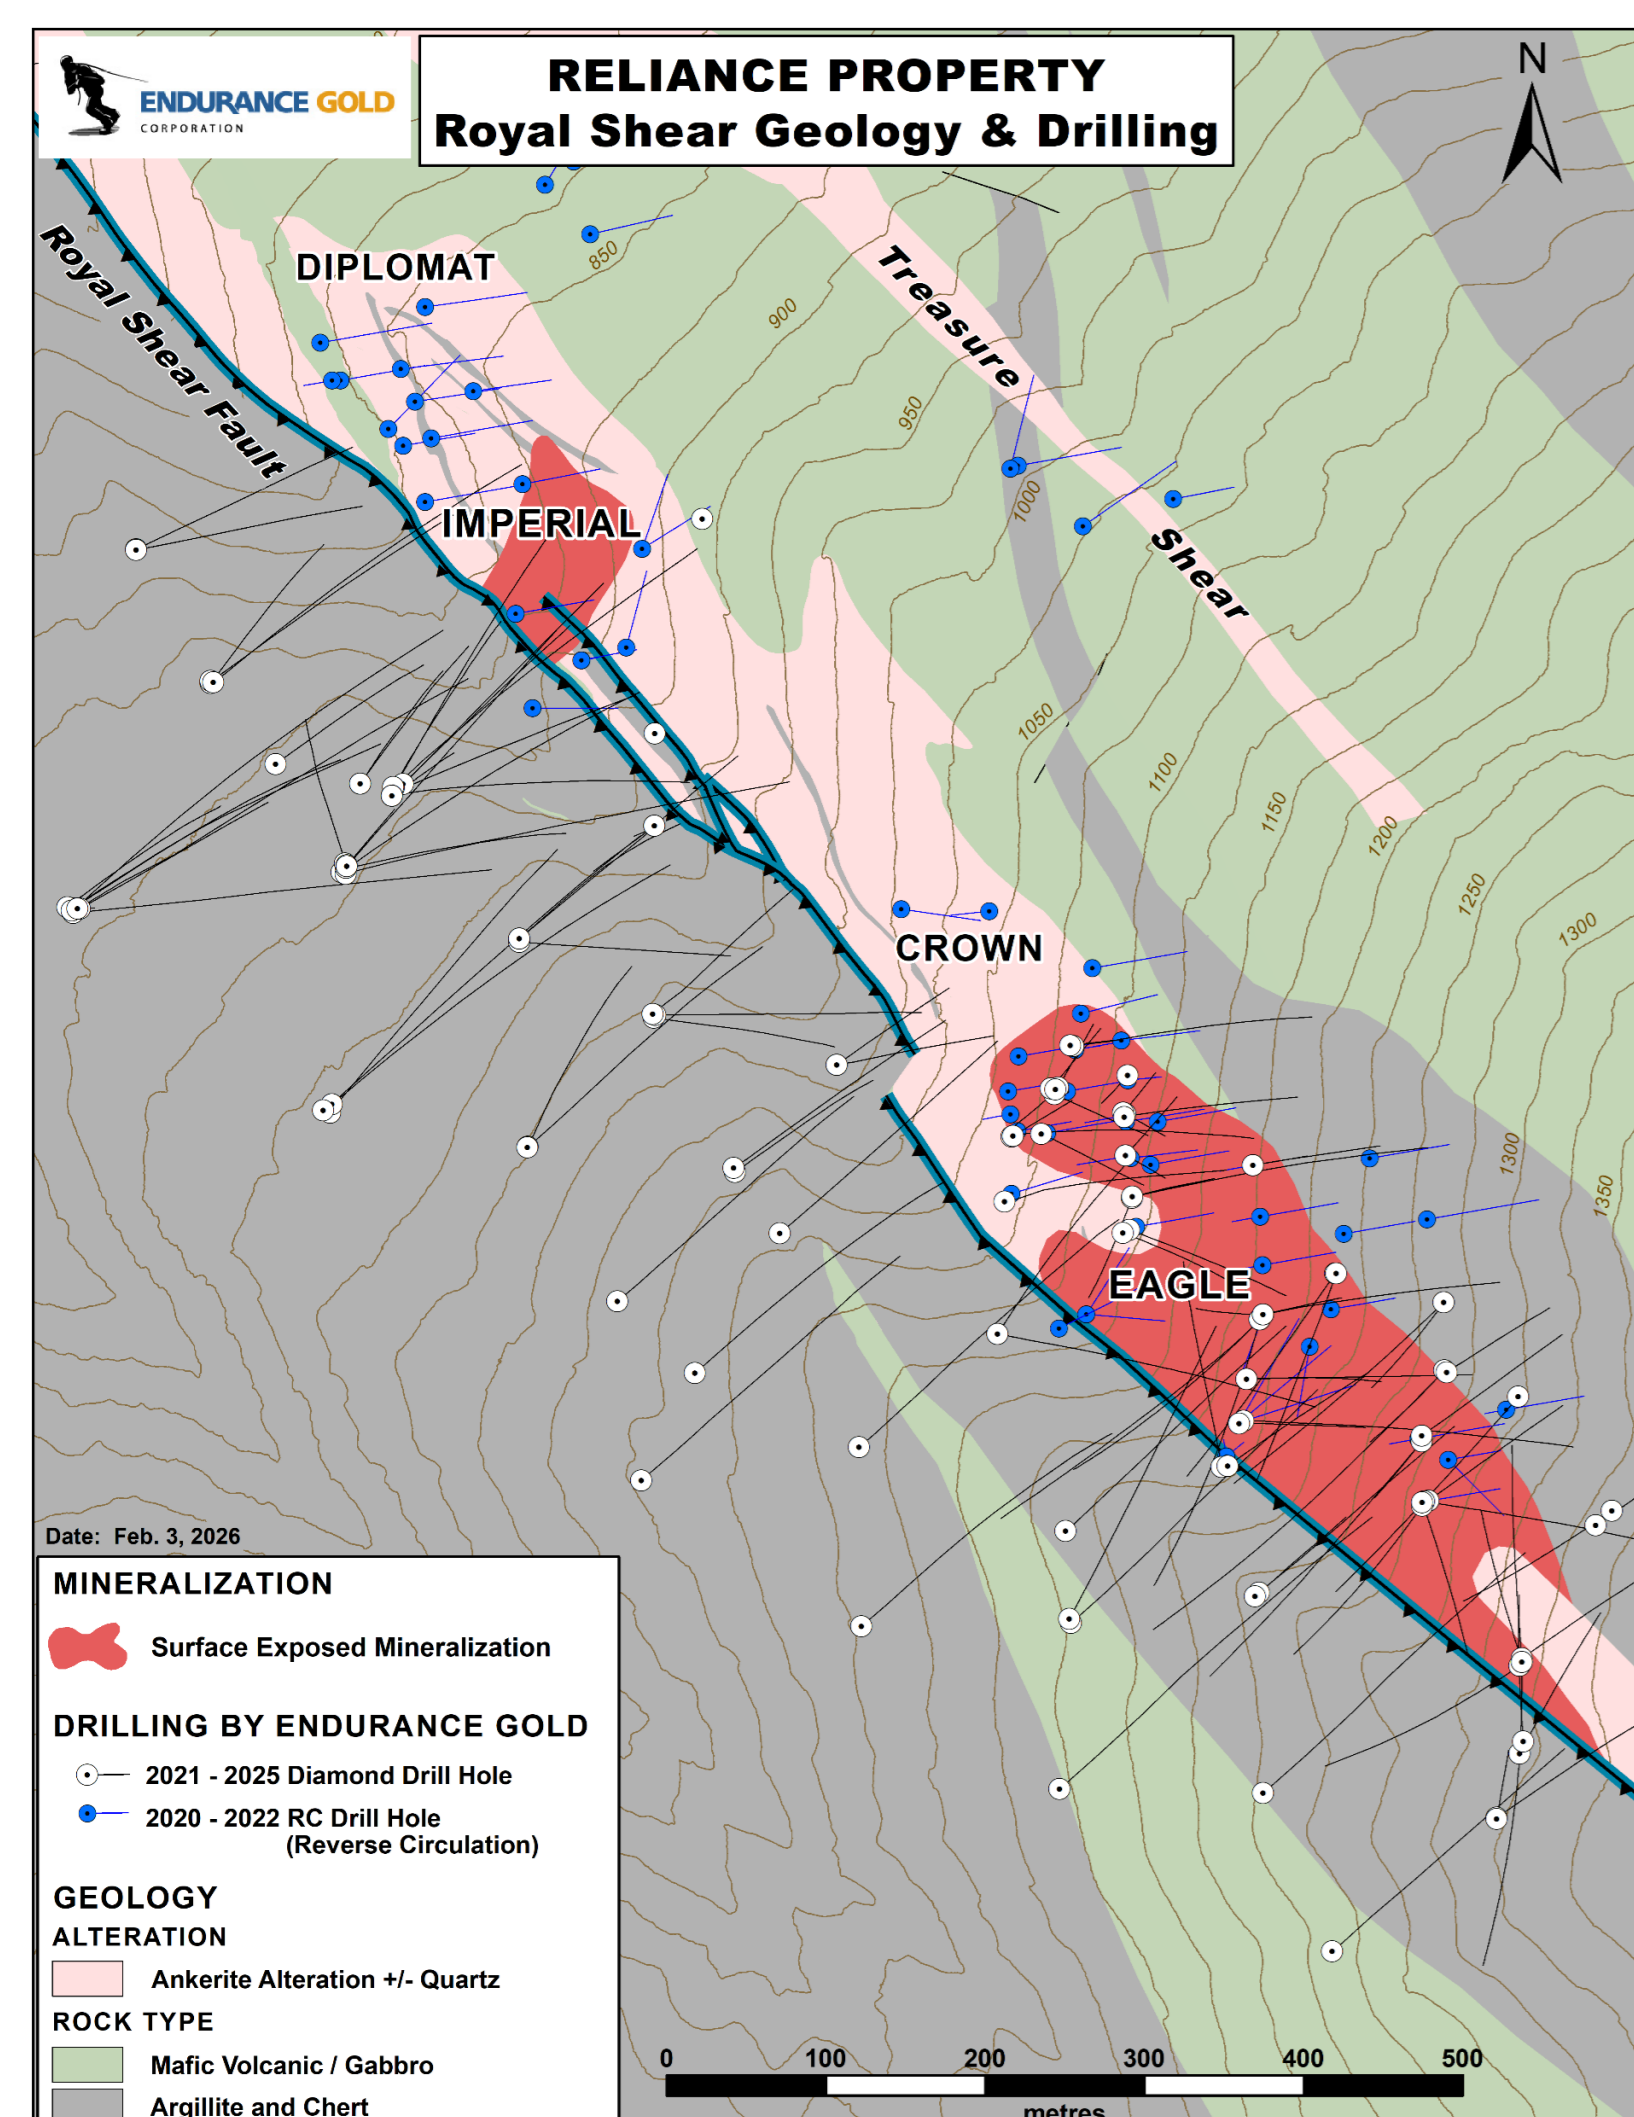 ENDURANCE GOLD
CORPORATION
RELIANCE PROPERTY
Royal Shear Geology & Drilling
N
DIPLOMAT
Royal Shear Fault
Treasure
Shear
IMPERIAL
CROWN
EAGLE
850
900
950
1000
1050
1100
1150
1200
1250
1300
1300
1350
Date: Feb. 3, 2026
MINERALIZATION
Surface Exposed Mineralization
DRILLING BY ENDURANCE GOLD
2021 - 2025 Diamond Drill Hole
2020 - 2022 RC Drill Hole
(Reverse Circulation)
GEOLOGY
ALTERATION
Ankerite Alteration +/- Quartz
ROCK TYPE
Mafic Volcanic / Gabbro
Argillite and Chert
0 100 200 300 400 500
metres